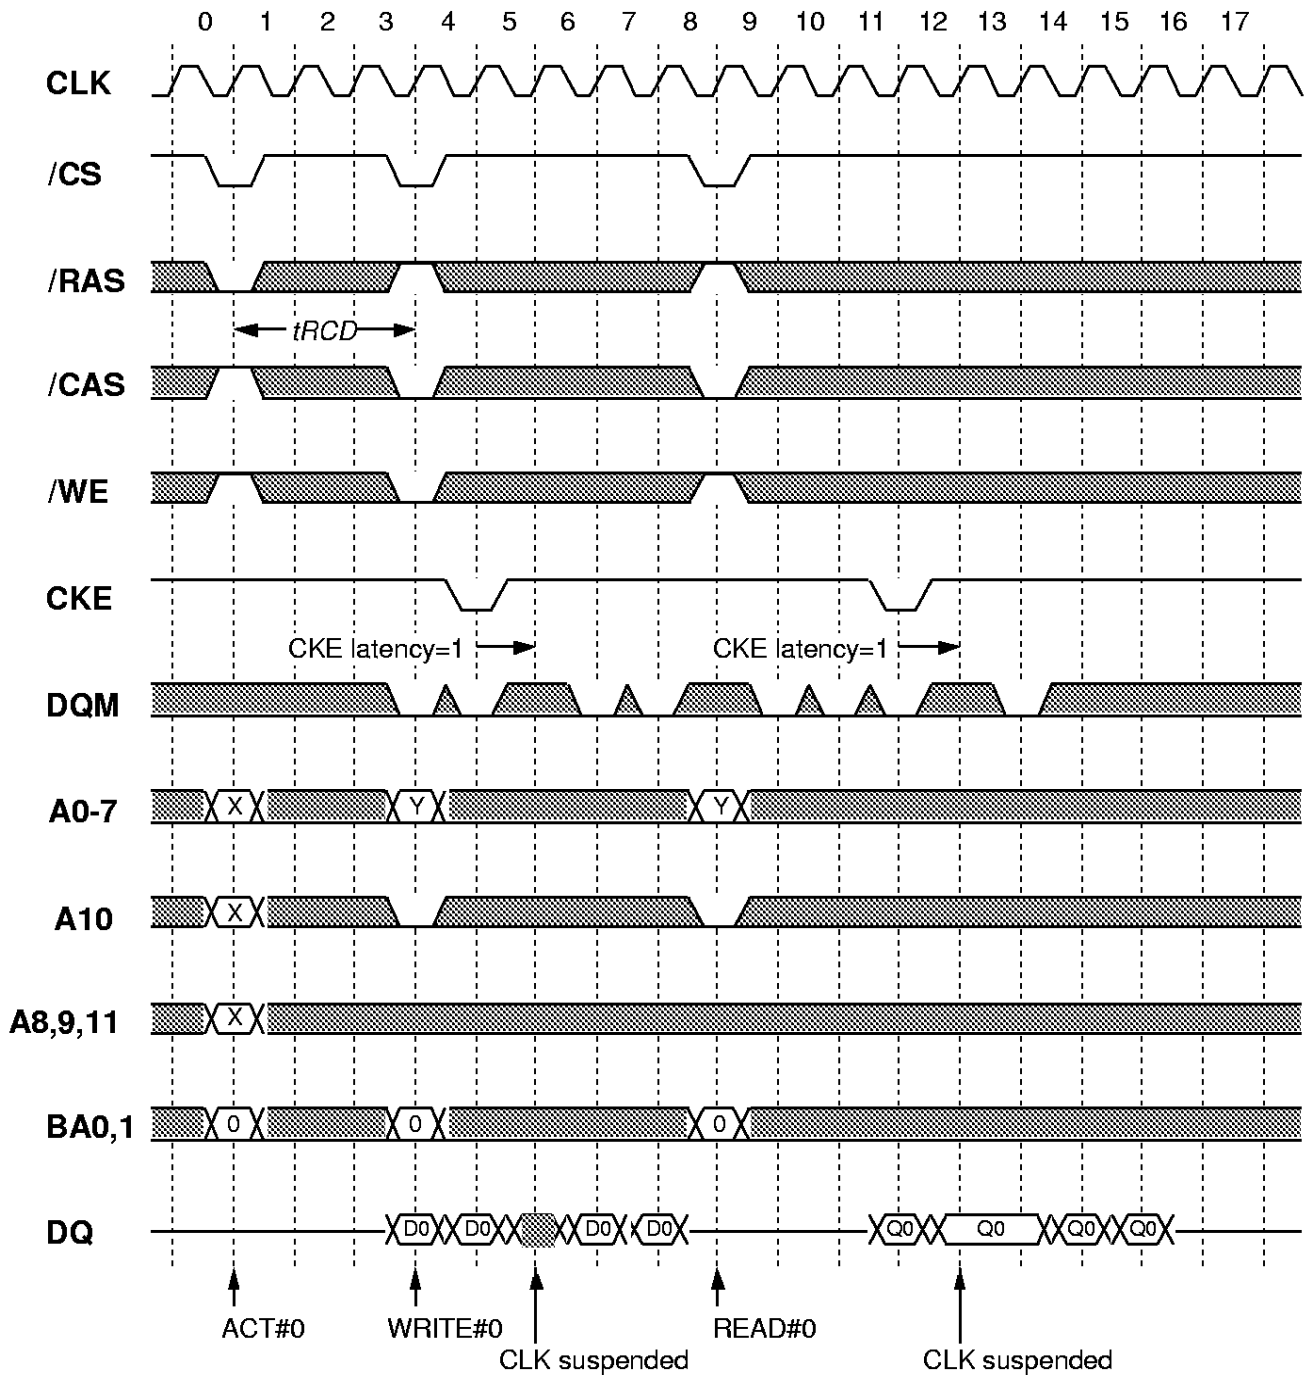 0 1 2 3 4 5 6 7 8 9 10 11 12 13 14 15 16 17
CLK
/CS
/RAS
tRCD
/CAS
/WE
CKE
CKE latency=1 CKE latency=1
DQM
A0-7 X Y Y
A10 X
A8,9,11 X
BA0,1 0 0 0
DQ D0 D0 D0 D0 Q0 Q0 Q0 Q0
ACT#0 WRITE#0 READ#0
CLK suspended CLK suspended